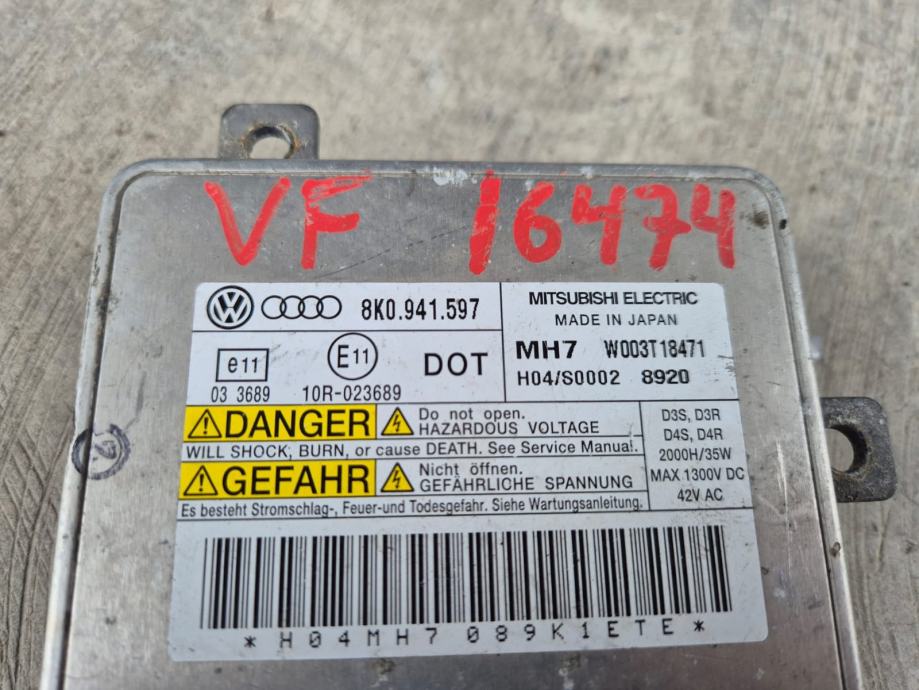 VF 16474
8K0.941.597
MITSUBISHI ELECTRIC
MADE IN JAPAN
MH7 W003T18471
H04/S0002 8920
e11
E11
DOT
03 3689
10R-023689
DANGER
Do not open.
HAZARDOUS VOLTAGE
WILL SHOCK, BURN, or cause DEATH. See Service Manual.
GEFAHR
Nicht öffnen.
GEFÄHRLICHE SPANNUNG
Es besteht Stromschlag-, Feuer-und Todesgefahr. Siehe Wartungsanleitung.
D3S, D3R
D4S, D4R
2000H/35W
MAX.1300V DC
42V AC
*H04MH7 089K1ETE*